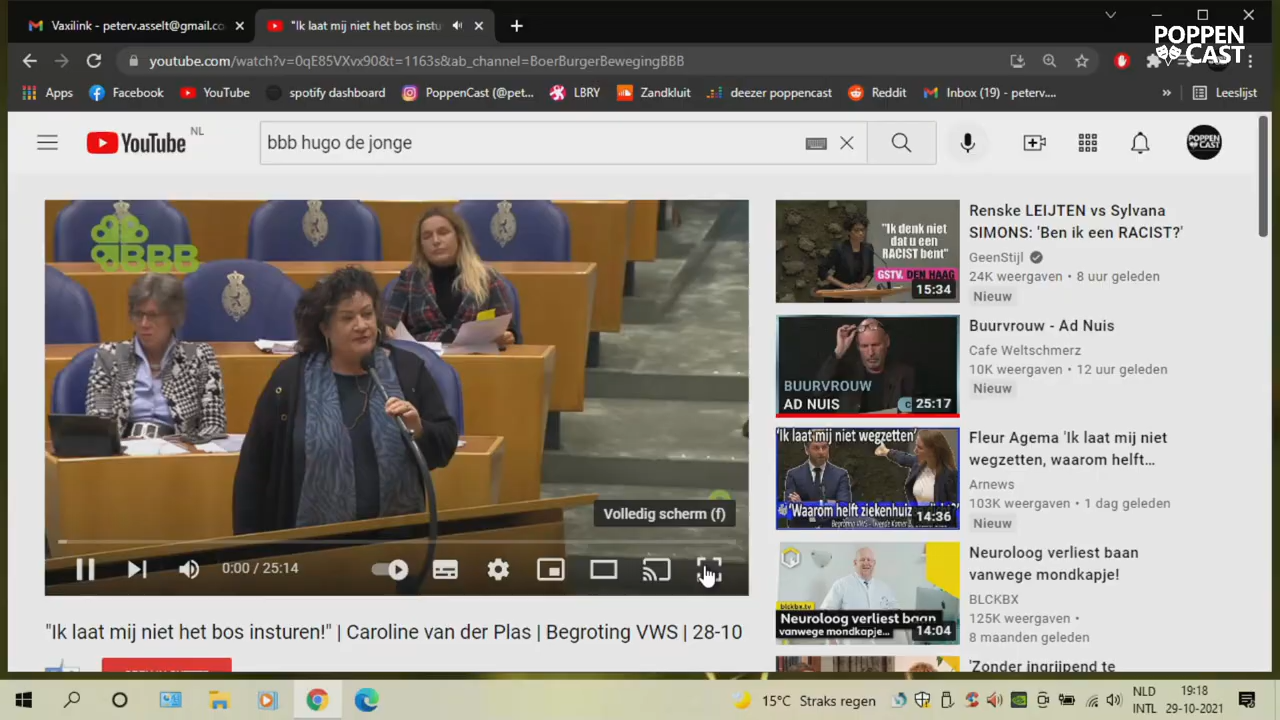 Vaxilink - peterv.asselt@gmail.co
"Ik laat mij niet het bos instu
POPPEN
CAST
youtube.com/watch?v=0qE85VXvx90&t=1163s&ab_channel=BoerBurgerBewegingBBB
Apps
Facebook
YouTube
spotify dashboard
PoppenCast (@pet...
LBRY
Zandkluit
deezer poppencast
Reddit
Inbox (19) - peterv....
»
Leeslijst
YouTube NL
bbb hugo de jonge
POPPEN
CAST
BBB
Volledig scherm (f)
0:00 / 25:14
"Ik laat mij niet het bos insturen!" | Caroline van der Plas | Begroting VWS | 28-10
"Ik denk niet
dat u een
RACIST bent"
GSTV. DEN HAAG
15:34
Renske LEIJTEN vs Sylvana
SIMONS: 'Ben ik een RACIST?'
GeenStijl
24K weergaven • 8 uur geleden
Nieuw
BUURVROUW
AD NUIS
25:17
Buurvrouw - Ad Nuis
Cafe Weltschmerz
10K weergaven • 12 uur geleden
Nieuw
'Ik laat mij niet wegzetten'
'Waarom helft ziekenhuiz
14:36
Fleur Agema 'Ik laat mij niet
wegzetten, waarom helft...
Arnews
103K weergaven • 1 dag geleden
Nieuw
blckbx.tv
Neuroloog verliest baan
vanwege mondkapje...
14:04
Neuroloog verliest baan
vanwege mondkapje!
BLCKBX
125K weergaven •
8 maanden geleden
'Zonder ingrijpend te
15°C Straks regen
NLD
INTL
19:18
29-10-2021